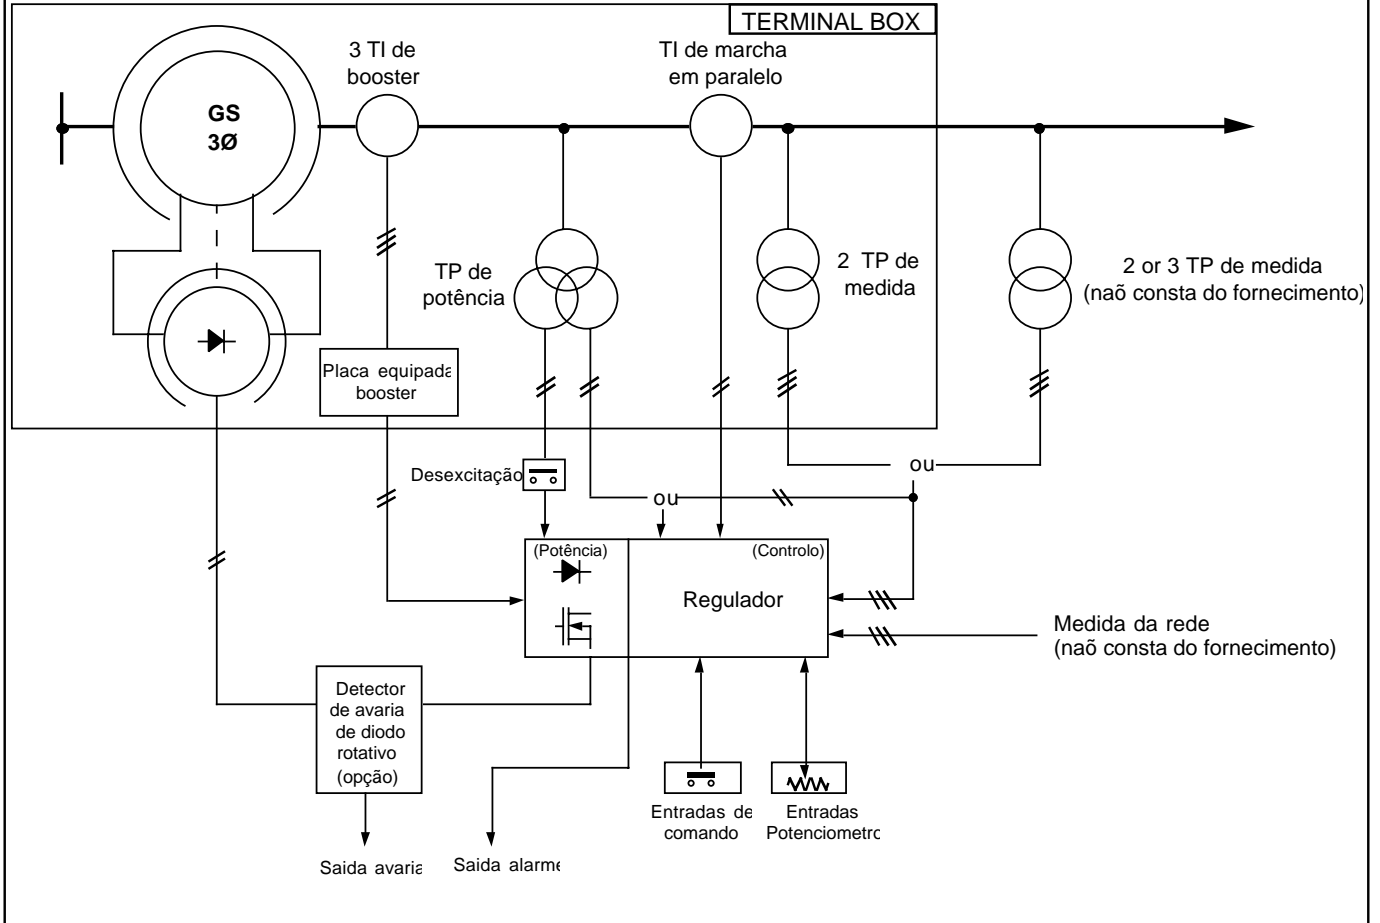 TERMINAL BOX
3 TI de
booster
TI de marcha
em paralelo
GS
3Ø
TP de
potência
2 TP de
medida
2 or 3 TP de medida
(naõ consta do fornecimento)
Placa equipada
booster
Desexcitação
ou
ou
(Potência)
(Controlo)
Regulador
Medida da rede
(naõ consta do fornecimento)
Detector
de avaria
de diodo
rotativo
(opção)
Entradas de
comando
Entradas
Potenciometro
Saida avaria
Saida alarme